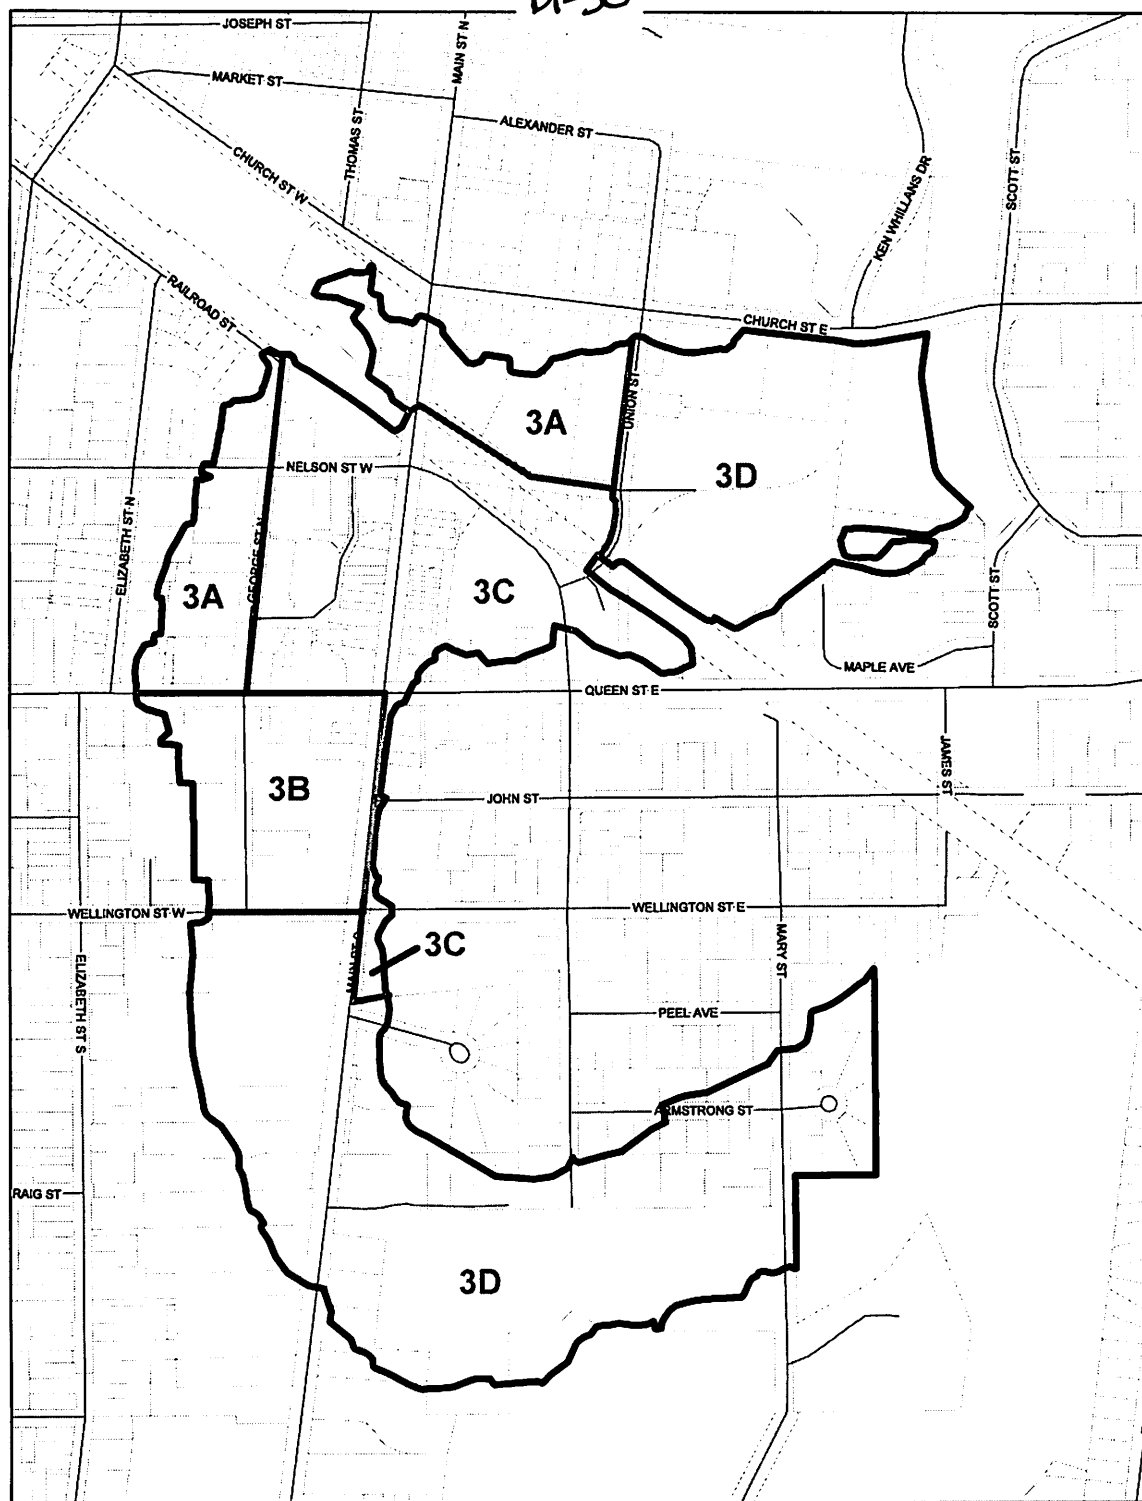 JOSEPH ST
MAIN ST N
MARKET ST
THOMAS ST
ALEXANDER ST
CHURCH ST W
KEN WHILLANS DR
SCOTT ST
RAILROAD ST
CHURCH ST E
UNION ST
3A
3D
NELSON ST W
ELIZABETH ST N
GEORGE ST N
3A
3C
SCOTT ST
MAPLE AVE
QUEEN ST E
3B
JOHN ST
JAMES ST
WELLINGTON ST W
WELLINGTON ST E
3C
MARY ST
ELIZABETH ST S
PEEL AVE
ARMSTRONG ST
RAIG ST
3D